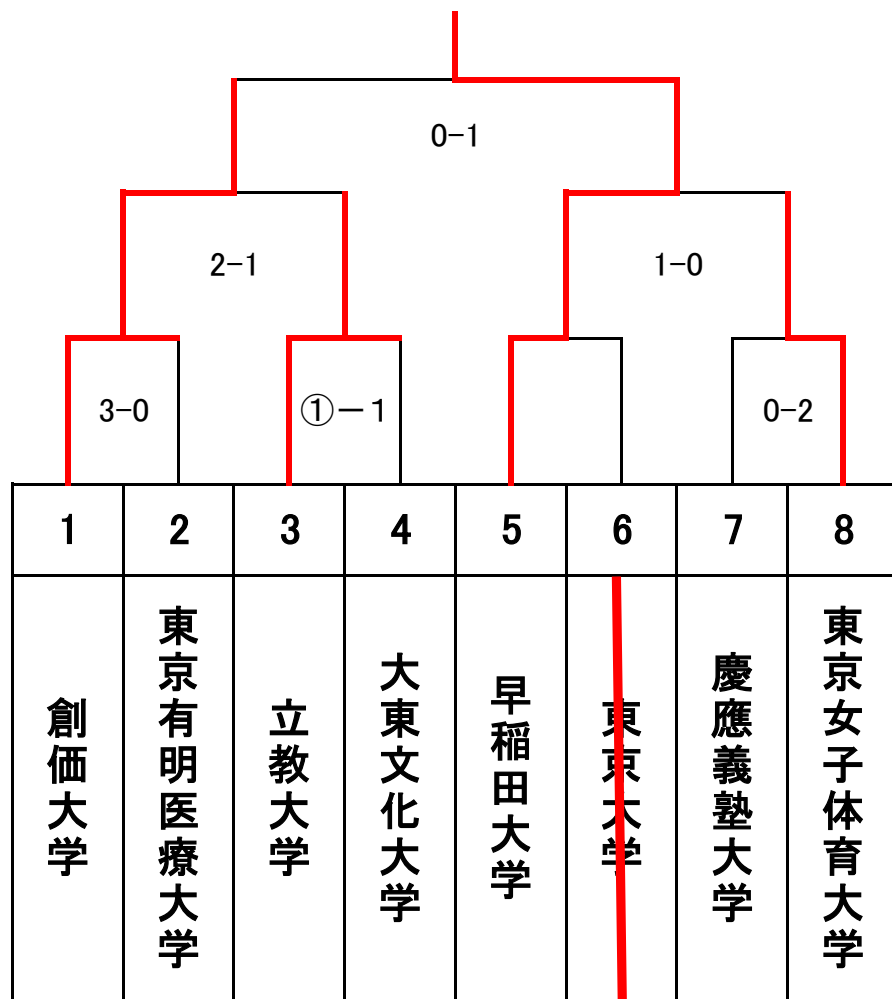 0-1
2-1
1-0
3-0
①－1
0-2
1
2
3
4
5
6
7
8
創価大学
東京有明医療大学
立教大学
大東文化大学
早稲田大学
東京大学
慶應義塾大学
東京女子体育大学